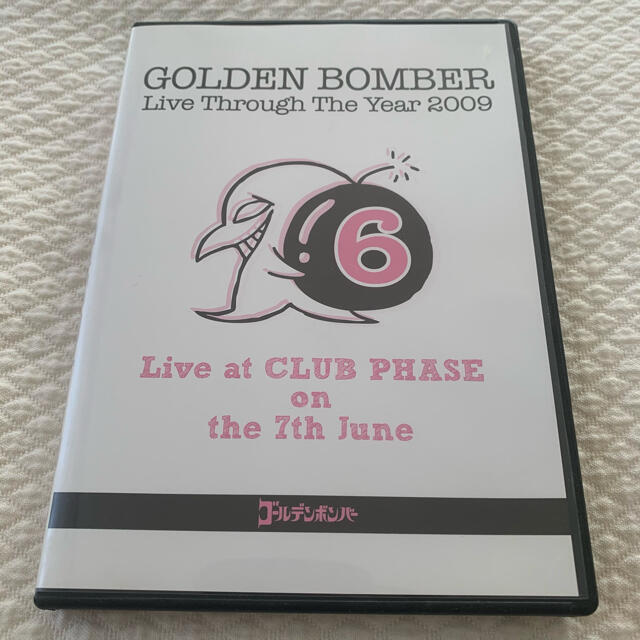 GOLDEN BOMBER
Live Through The Year 2009
6
Live at CLUB PHASE
on
the 7th June
ゴールデンボンバー